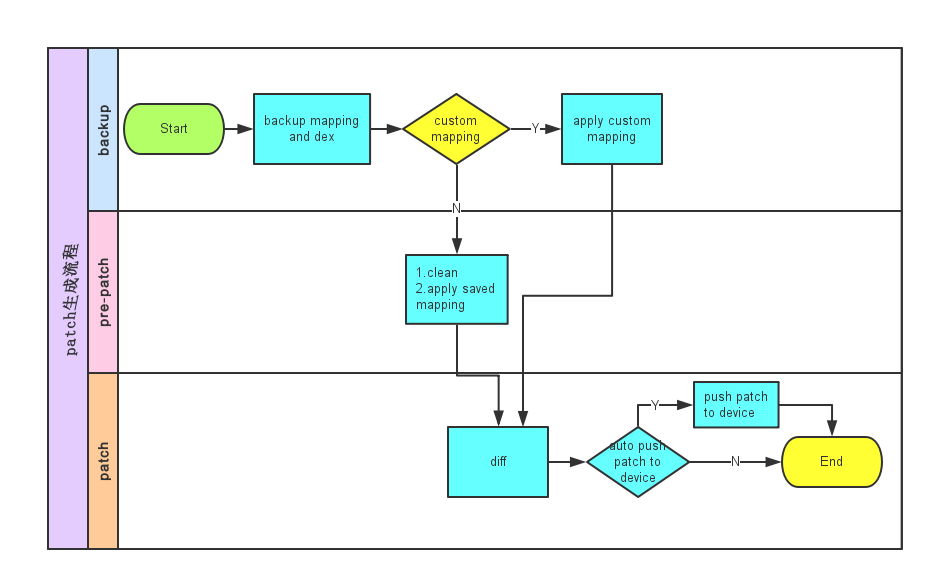 patch生成流程
backup
Start
backup mapping
and dex
custom
mapping
Y
apply custom
mapping
N
pre-patch
1.clean
2.apply saved
mapping
patch
diff
auto push
patch to
device
Y
push patch
to device
N
End